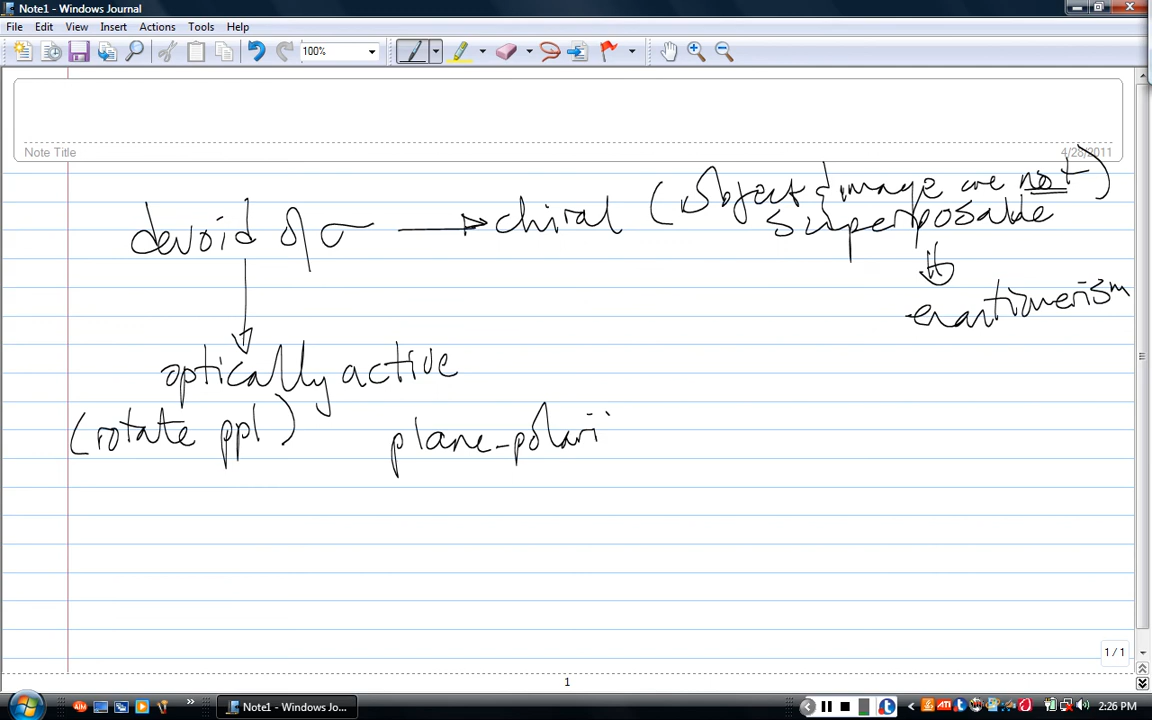 Note1 - Windows Journal
File Edit View Insert Actions Tools Help
100%
Note Title
4/28/2011
devoid of σ → chiral (object & image are not superposable)
enantiomerism
optically active
(rotate ppl) plane-polari
1 / 1
1
Note1 - Windows Jo...
2:26 PM